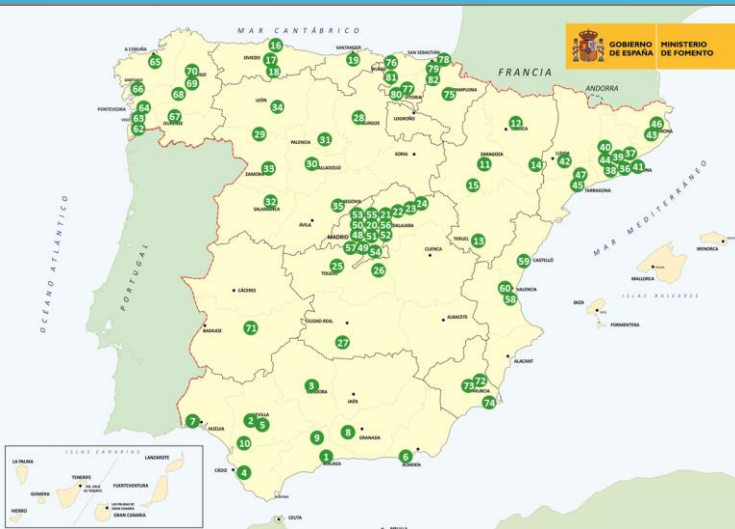 MAR CANTÁBRICO
GOBIERNO DE ESPAÑA
MINISTERIO DE FOMENTO
FRANCIA
ANDORRA
A CORUÑA
65
OVIEDO
16
17
18
SANTANDER
19
76
SAN SEBASTIÁN
78
79
81
82
80
77
75
PAMPLONA
70
69
68
66
64
PONTEVEDRA
63
62
67
OURENSE
LEÓN
34
29
28
BURGOS
LOGROÑO
PALENCIA
31
12
ZARAGOZA
11
14
LLEIDA
42
46
43
40
44
39
37
38
36
41
47
45
TARRAGONA
ZAMORA
33
30
VALLADOLID
SORIA
15
32
SALAMANCA
35
SEGOVIA
ÁVILA
53
55
21
22
23
24
50
20
56
MADRID
48
51
52
57
49
54
GUADALAJARA
CUENCA
TERUEL
13
25
TOLEDO
26
59
CASTELLÓ
60
VALENCIA
58
MAR MEDITERRÁNEO
MENORCA
MALLORCA
ISLAS BALEARES
IBIZA
FORMENTERA
OCÉANO ATLÁNTICO
PORTUGAL
CÁCERES
BADAJOZ
71
CIUDAD REAL
27
ALBACETE
ALACANT
72
73
MURCIA
74
3
CÓRDOBA
JAÉN
7
HUELVA
2
5
SEVILLA
10
9
8
GRANADA
1
MÁLAGA
6
ALMERÍA
CÁDIZ
4
CEUTA
MELILLA
ISLAS CANARIAS
LA PALMA
LANZAROTE
TENERIFE
FUERTEVENTURA
GOMERA
HIERRO
GRAN CANARIA